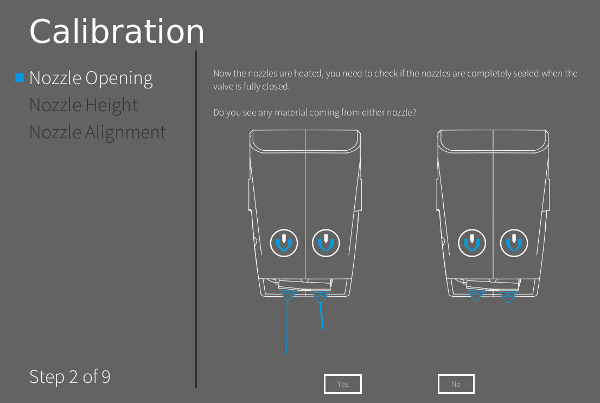 Calibration
Nozzle Opening
Nozzle Height
Nozzle Alignment
Now the nozzles are heated, you need to check if the nozzles are completely sealed when the
valve is fully closed.
Do you see any material coming from either nozzle?
Step 2 of 9
Yes
No